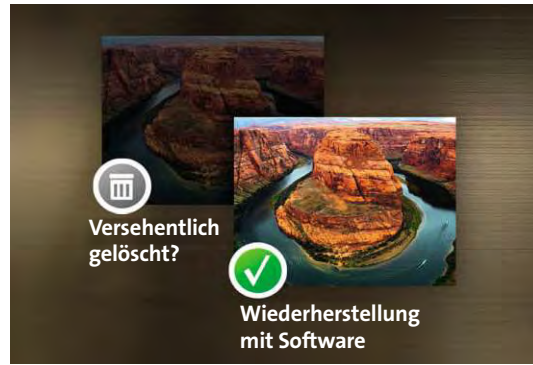 Versehentlich
gelöscht?
Wiederherstellung
mit Software